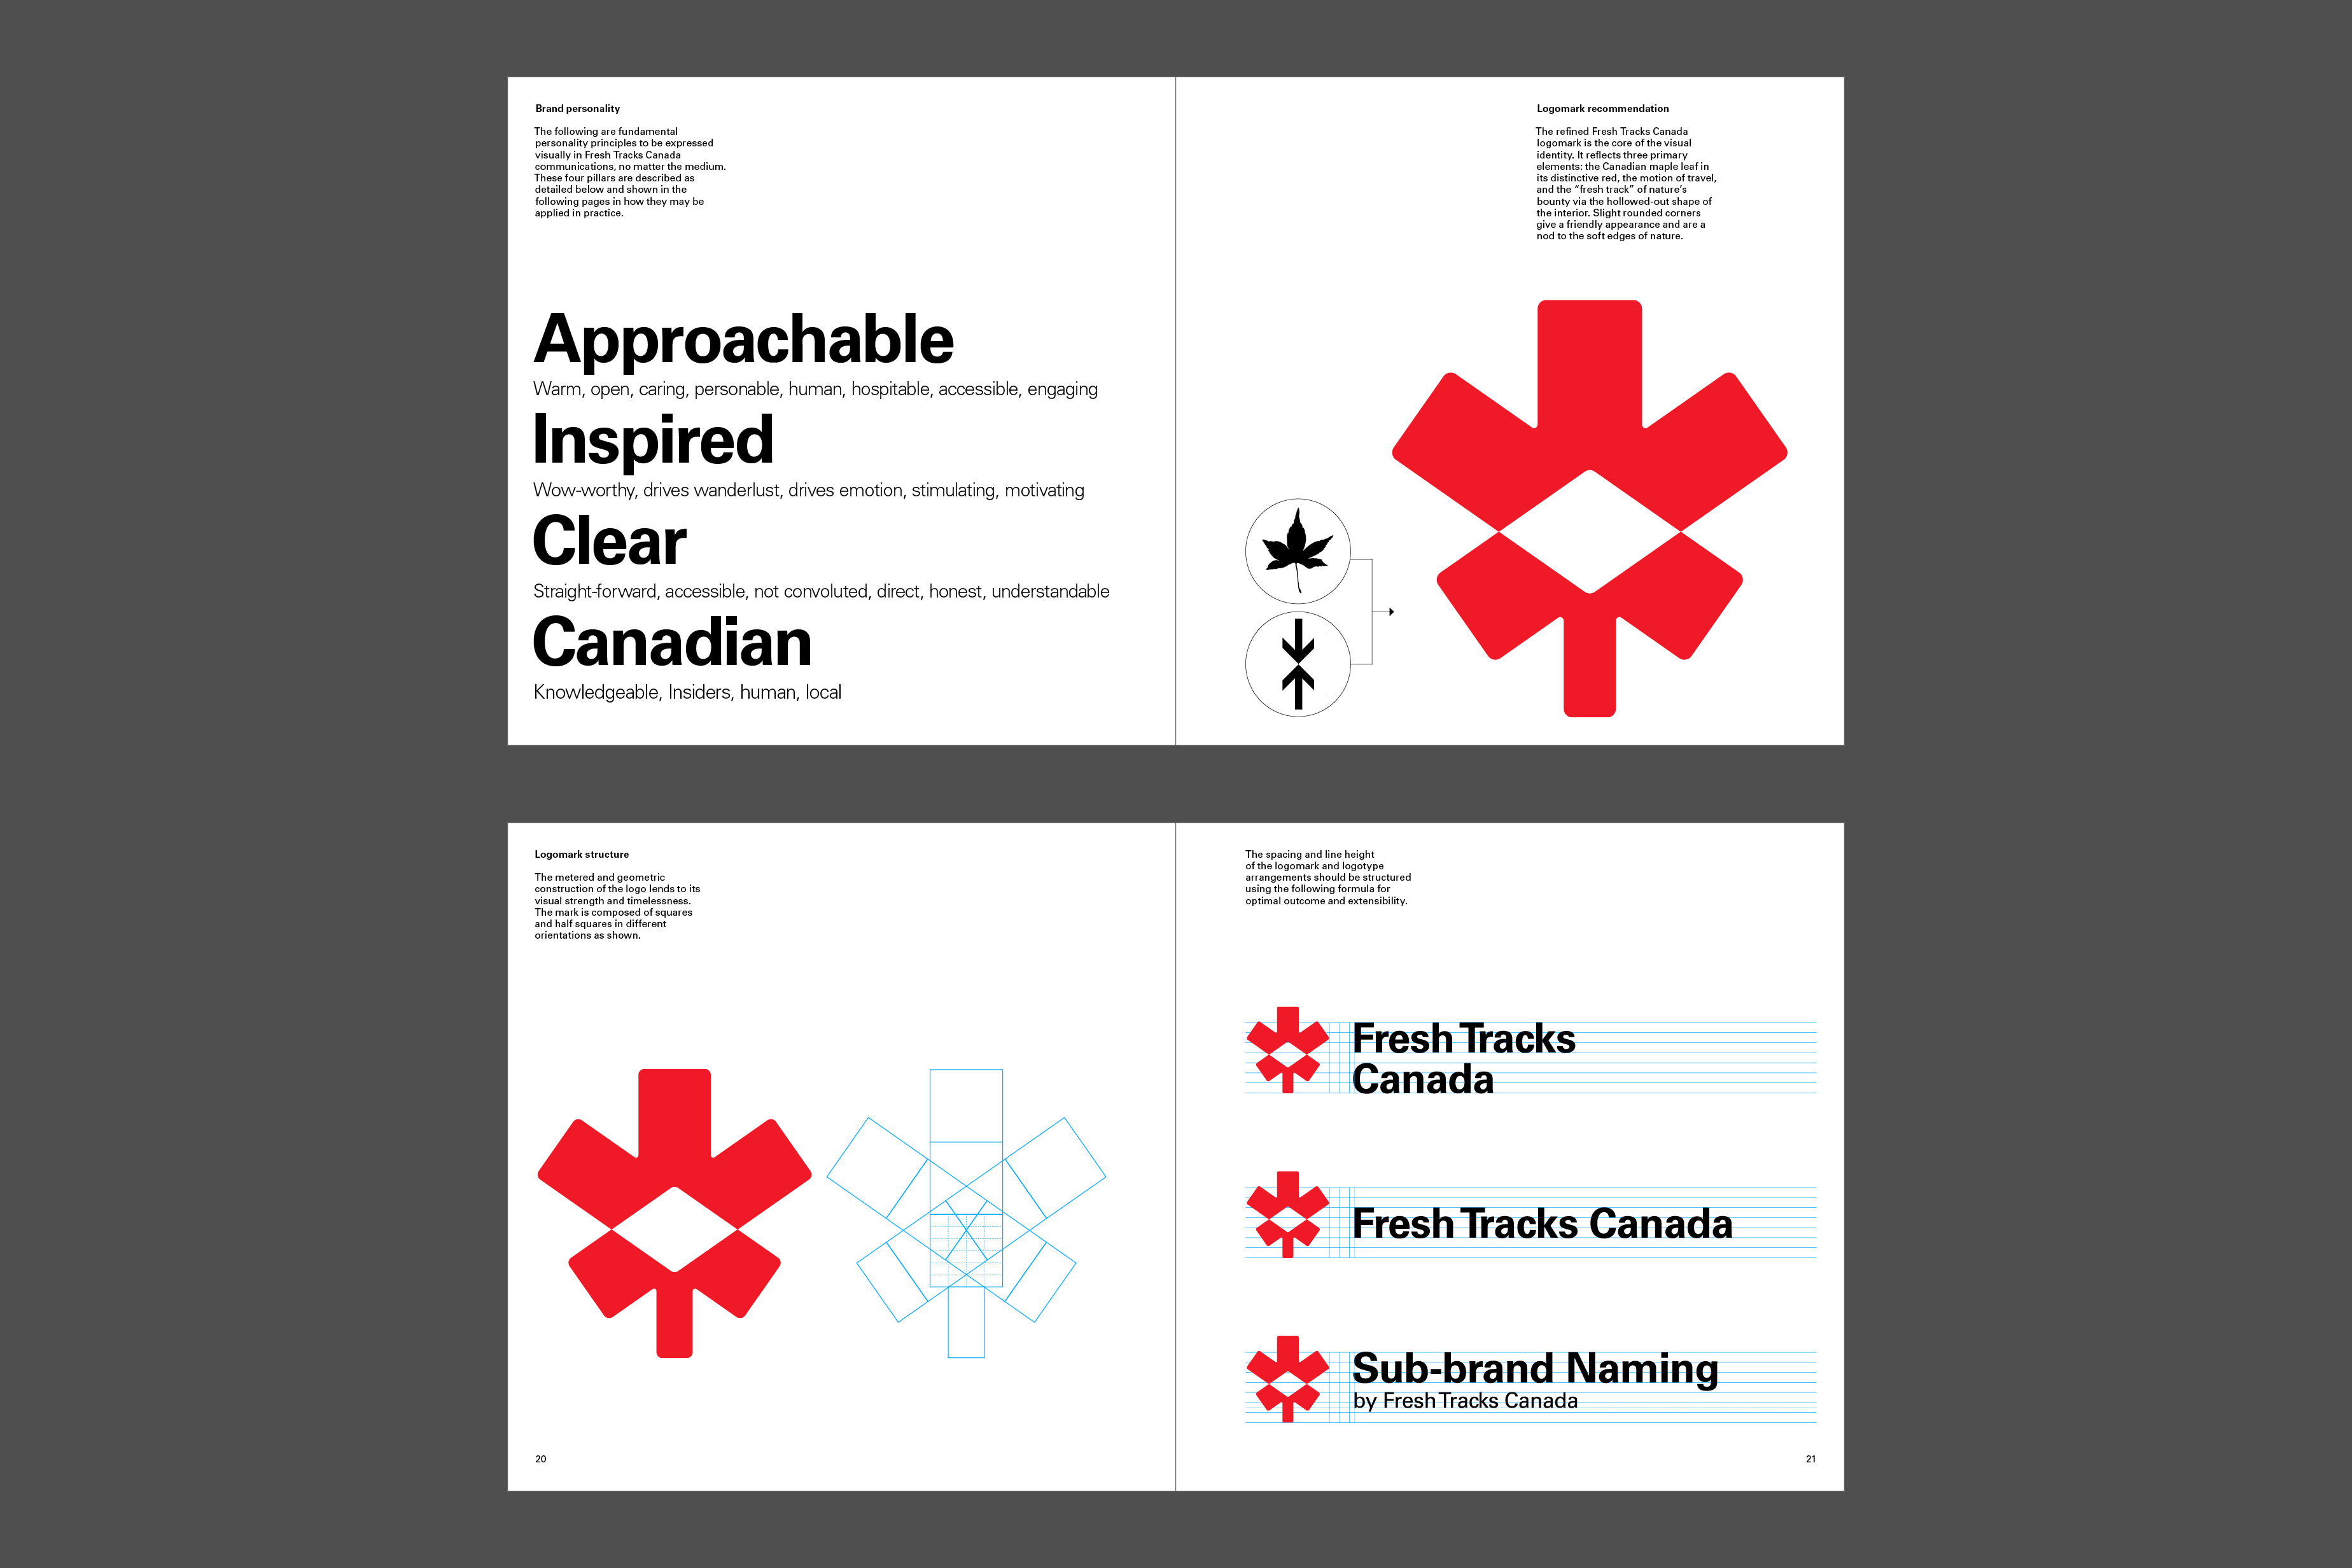 Brand personality
The following are fundamental
personality principles to be expressed
visually in Fresh Tracks Canada
communications, no matter the medium.
These four pillars are described as
detailed below and shown in the
following pages in how they may be
applied in practice.
Approachable
Warm, open, caring, personable, human, hospitable, accessible, engaging
Inspired
Wow-worthy, drives wanderlust, drives emotion, stimulating, motivating
Clear
Straight-forward, accessible, not convoluted, direct, honest, understandable
Canadian
Knowledgeable, Insiders, human, local
Logomark recommendation
The refined Fresh Tracks Canada
logomark is the core of the visual
identity. It reflects three primary
elements: the Canadian maple leaf in
its distinctive red, the motion of travel,
and the “fresh track” of nature’s
bounty via the hollowed-out shape of
the interior. Slight rounded corners
give a friendly appearance and are a
nod to the soft edges of nature.
Logomark structure
The metered and geometric
construction of the logo lends to its
visual strength and timelessness.
The mark is composed of squares
and half squares in different
orientations as shown.
20
The spacing and line height
of the logomark and logotype
arrangements should be structured
using the following formula for
optimal outcome and extensibility.
Fresh Tracks
Canada
Fresh Tracks Canada
Sub-brand Naming
by Fresh Tracks Canada
21